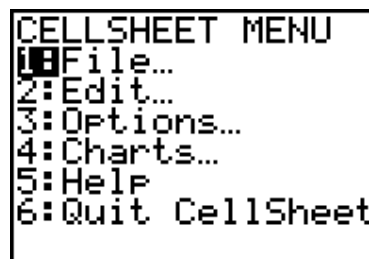 CELLSHEET MENU
1:File…
2:Edit…
3:Options…
4:Charts…
5:Help
6:Quit CellSheet